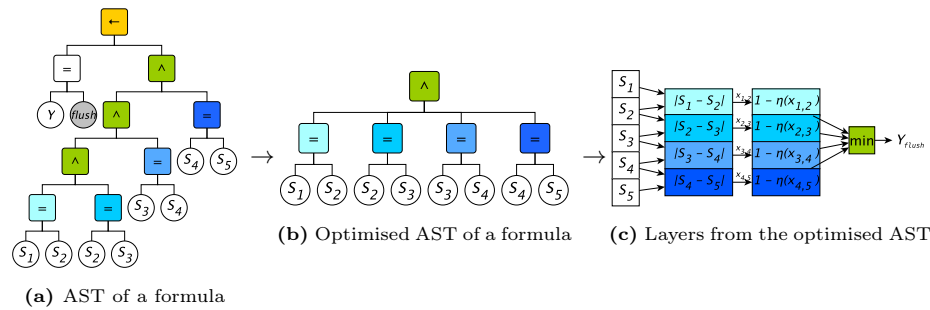 ←
= ∧
Y flush ∧ =
S4 S5
∧ =
S3 S4
= =
S1 S2 S2 S3
(a) AST of a formula
→
∧
= = = =
S1 S2 S2 S3 S3 S4 S4 S5
(b) Optimised AST of a formula
→
S1
S2
S3
S4
S5
|S1 – S2| x1,2 1 – η(x1,2)
|S2 – S3| x2,3 1 – η(x2,3)
|S3 – S4| x3,4 1 – η(x3,4)
|S4 – S5| x4,5 1 – η(x4,5)
min Yflush
(c) Layers from the optimised AST